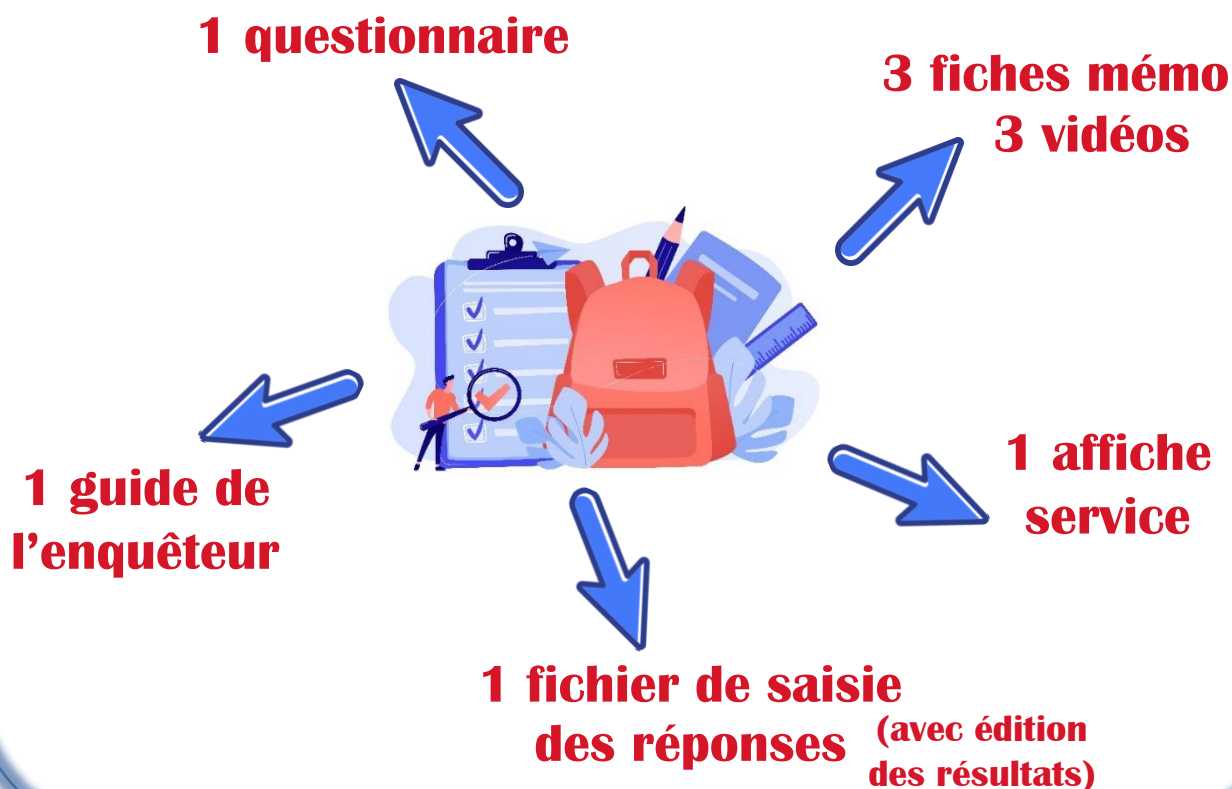 1 questionnaire
3 fiches mémo
3 vidéos
1 guide de
l’enquêteur
1 affiche
service
1 fichier de saisie
des réponses
(avec édition
des résultats)